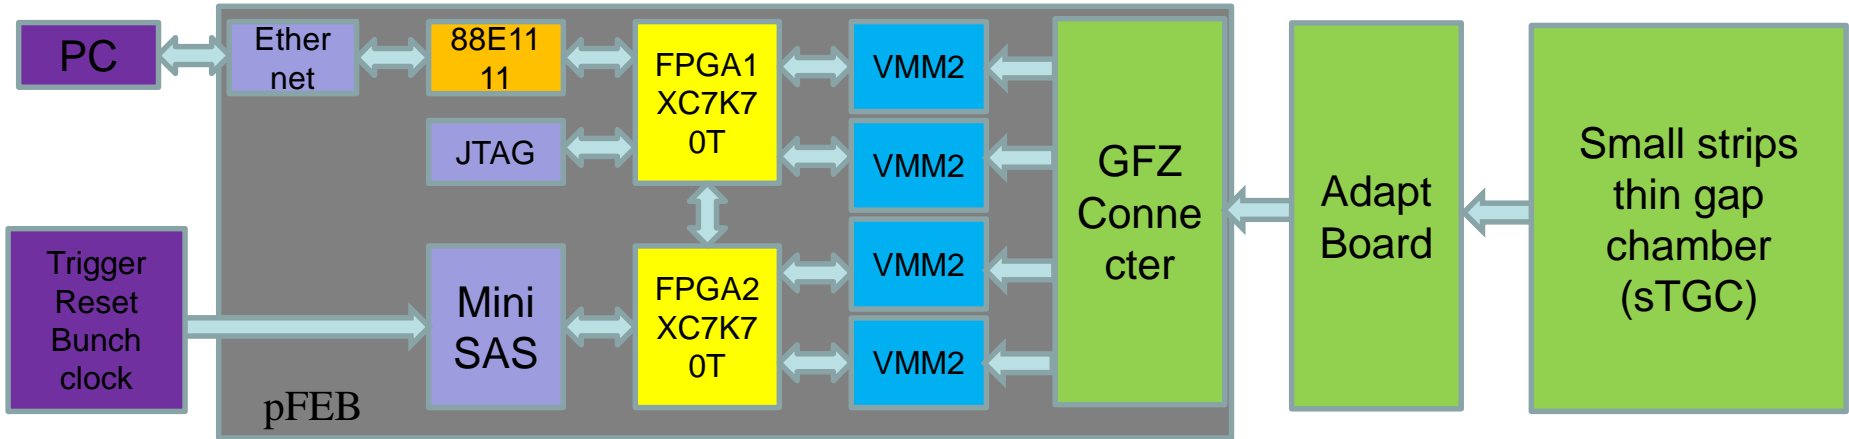 PC
Ether
net
88E11
11
FPGA1
XC7K7
0T
VMM2
JTAG
VMM2
GFZ
Conne
cter
Adapt
Board
Small strips
thin gap
chamber
(sTGC)
Trigger
Reset
Bunch
clock
Mini
SAS
FPGA2
XC7K7
0T
VMM2
VMM2
pFEB